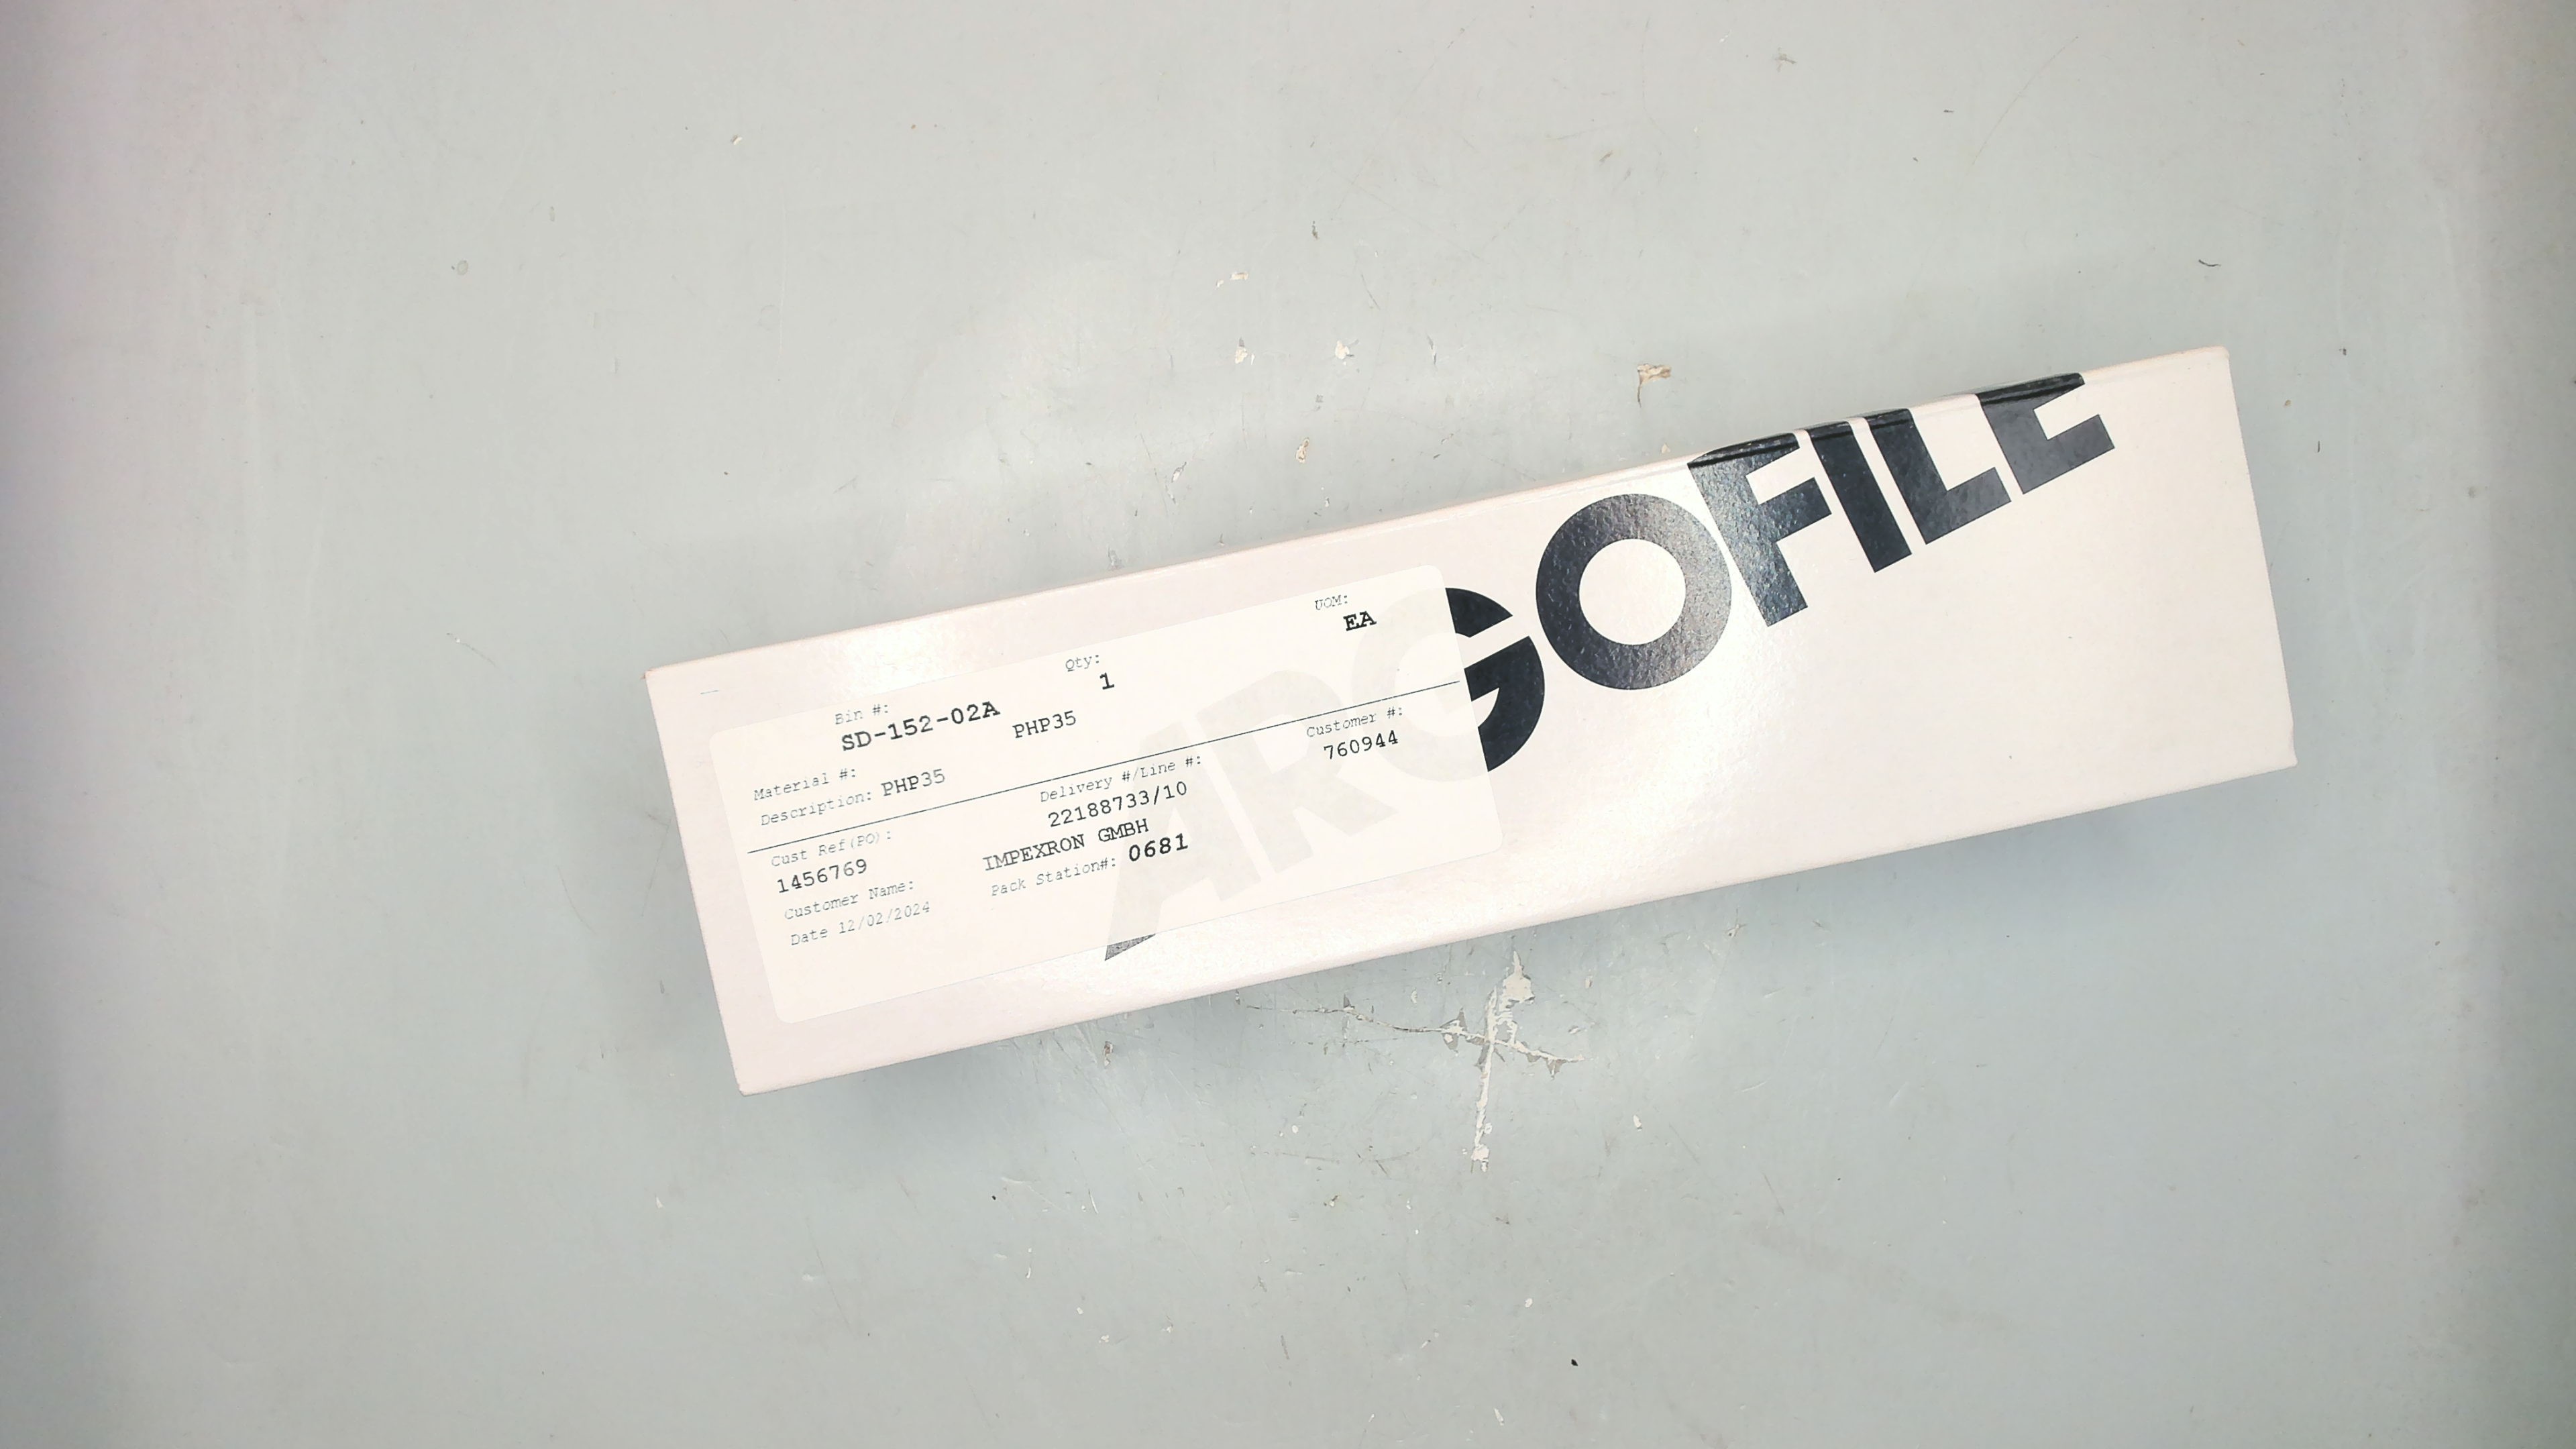 Bin #:
SD-152-02A
Qty:
1
UOM:
EA
Material #:
PHP35
Description: PHP35
Cust Ref(PO):
1456769
Delivery #/Line #:
22188733/10
Customer #:
760944
Customer Name:
IMPEXRON GMBH
Date 12/02/2024
Pack Station#: 0681
ARGOFILE